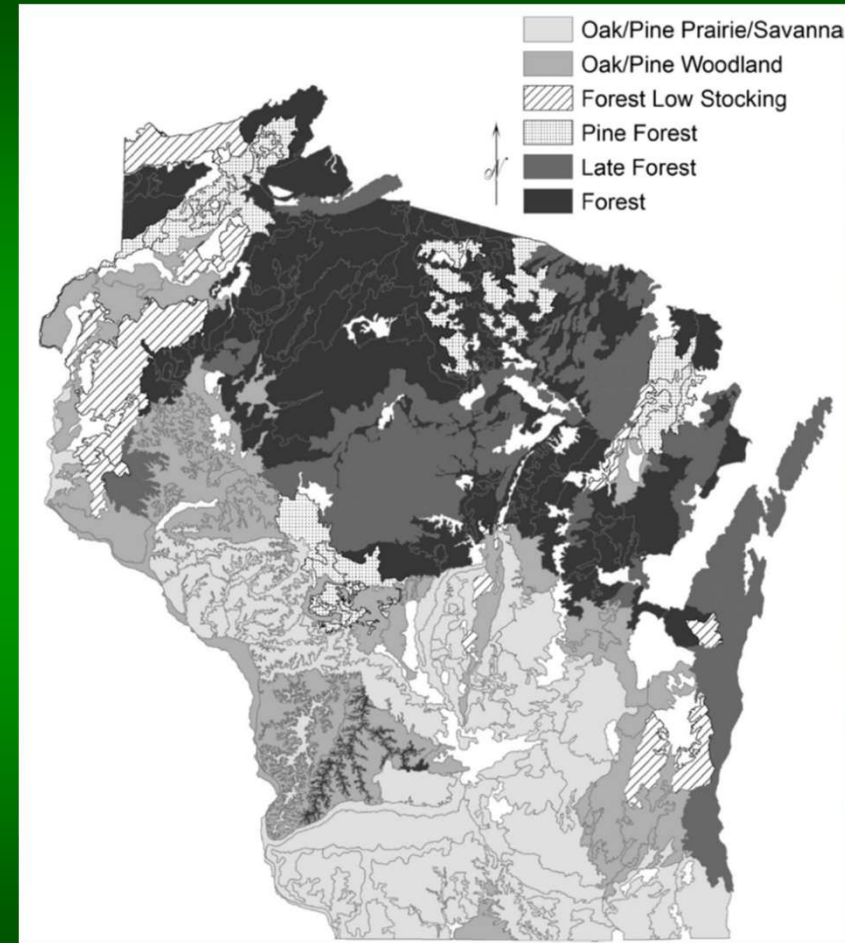 Oak/Pine Prairie/Savanna
Oak/Pine Woodland
Forest Low Stocking
Pine Forest
Late Forest
Forest
N